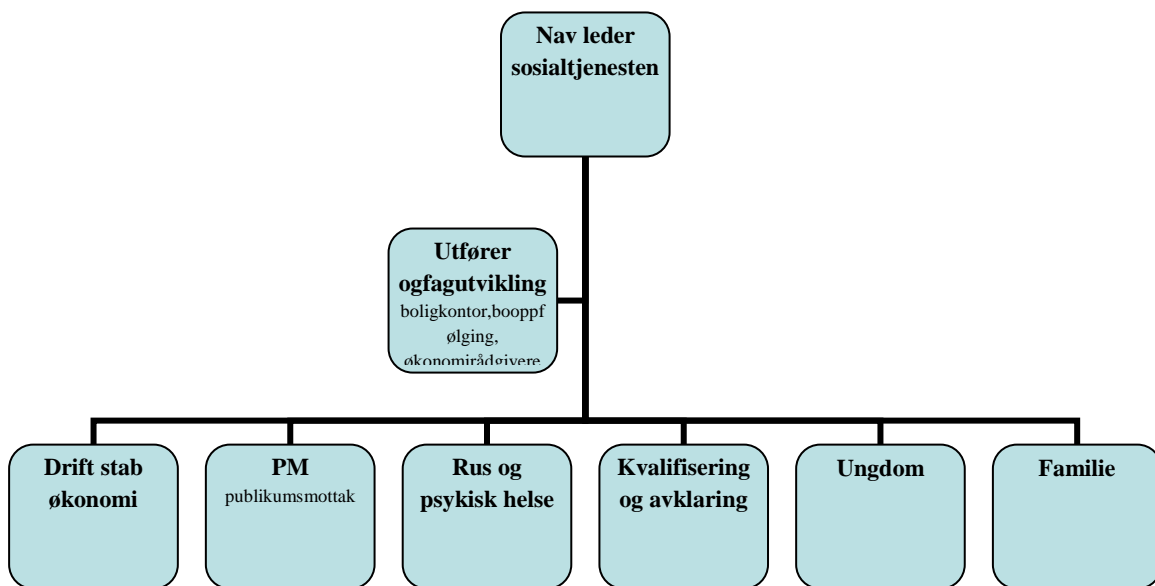 Nav leder
sosialtjenesten
Utfører
ogfagutvikling
boligkontor,booppf
ølging,
økonomirådgivere
Drift stab
økonomi
PM
publikumsmottak
Rus og
psykisk helse
Kvalifisering
og avklaring
Ungdom
Familie